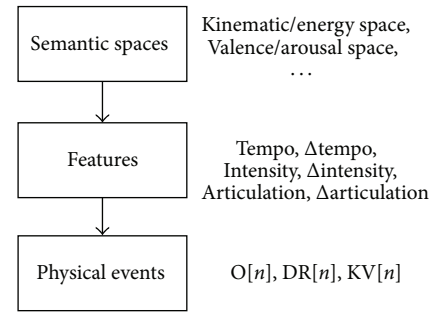 Semantic spaces
Kinematic/energy space,
Valence/arousal space,
...
Features
Tempo, Δtempo,
Intensity, Δintensity,
Articulation, Δarticulation
Physical events
O[n], DR[n], KV[n]